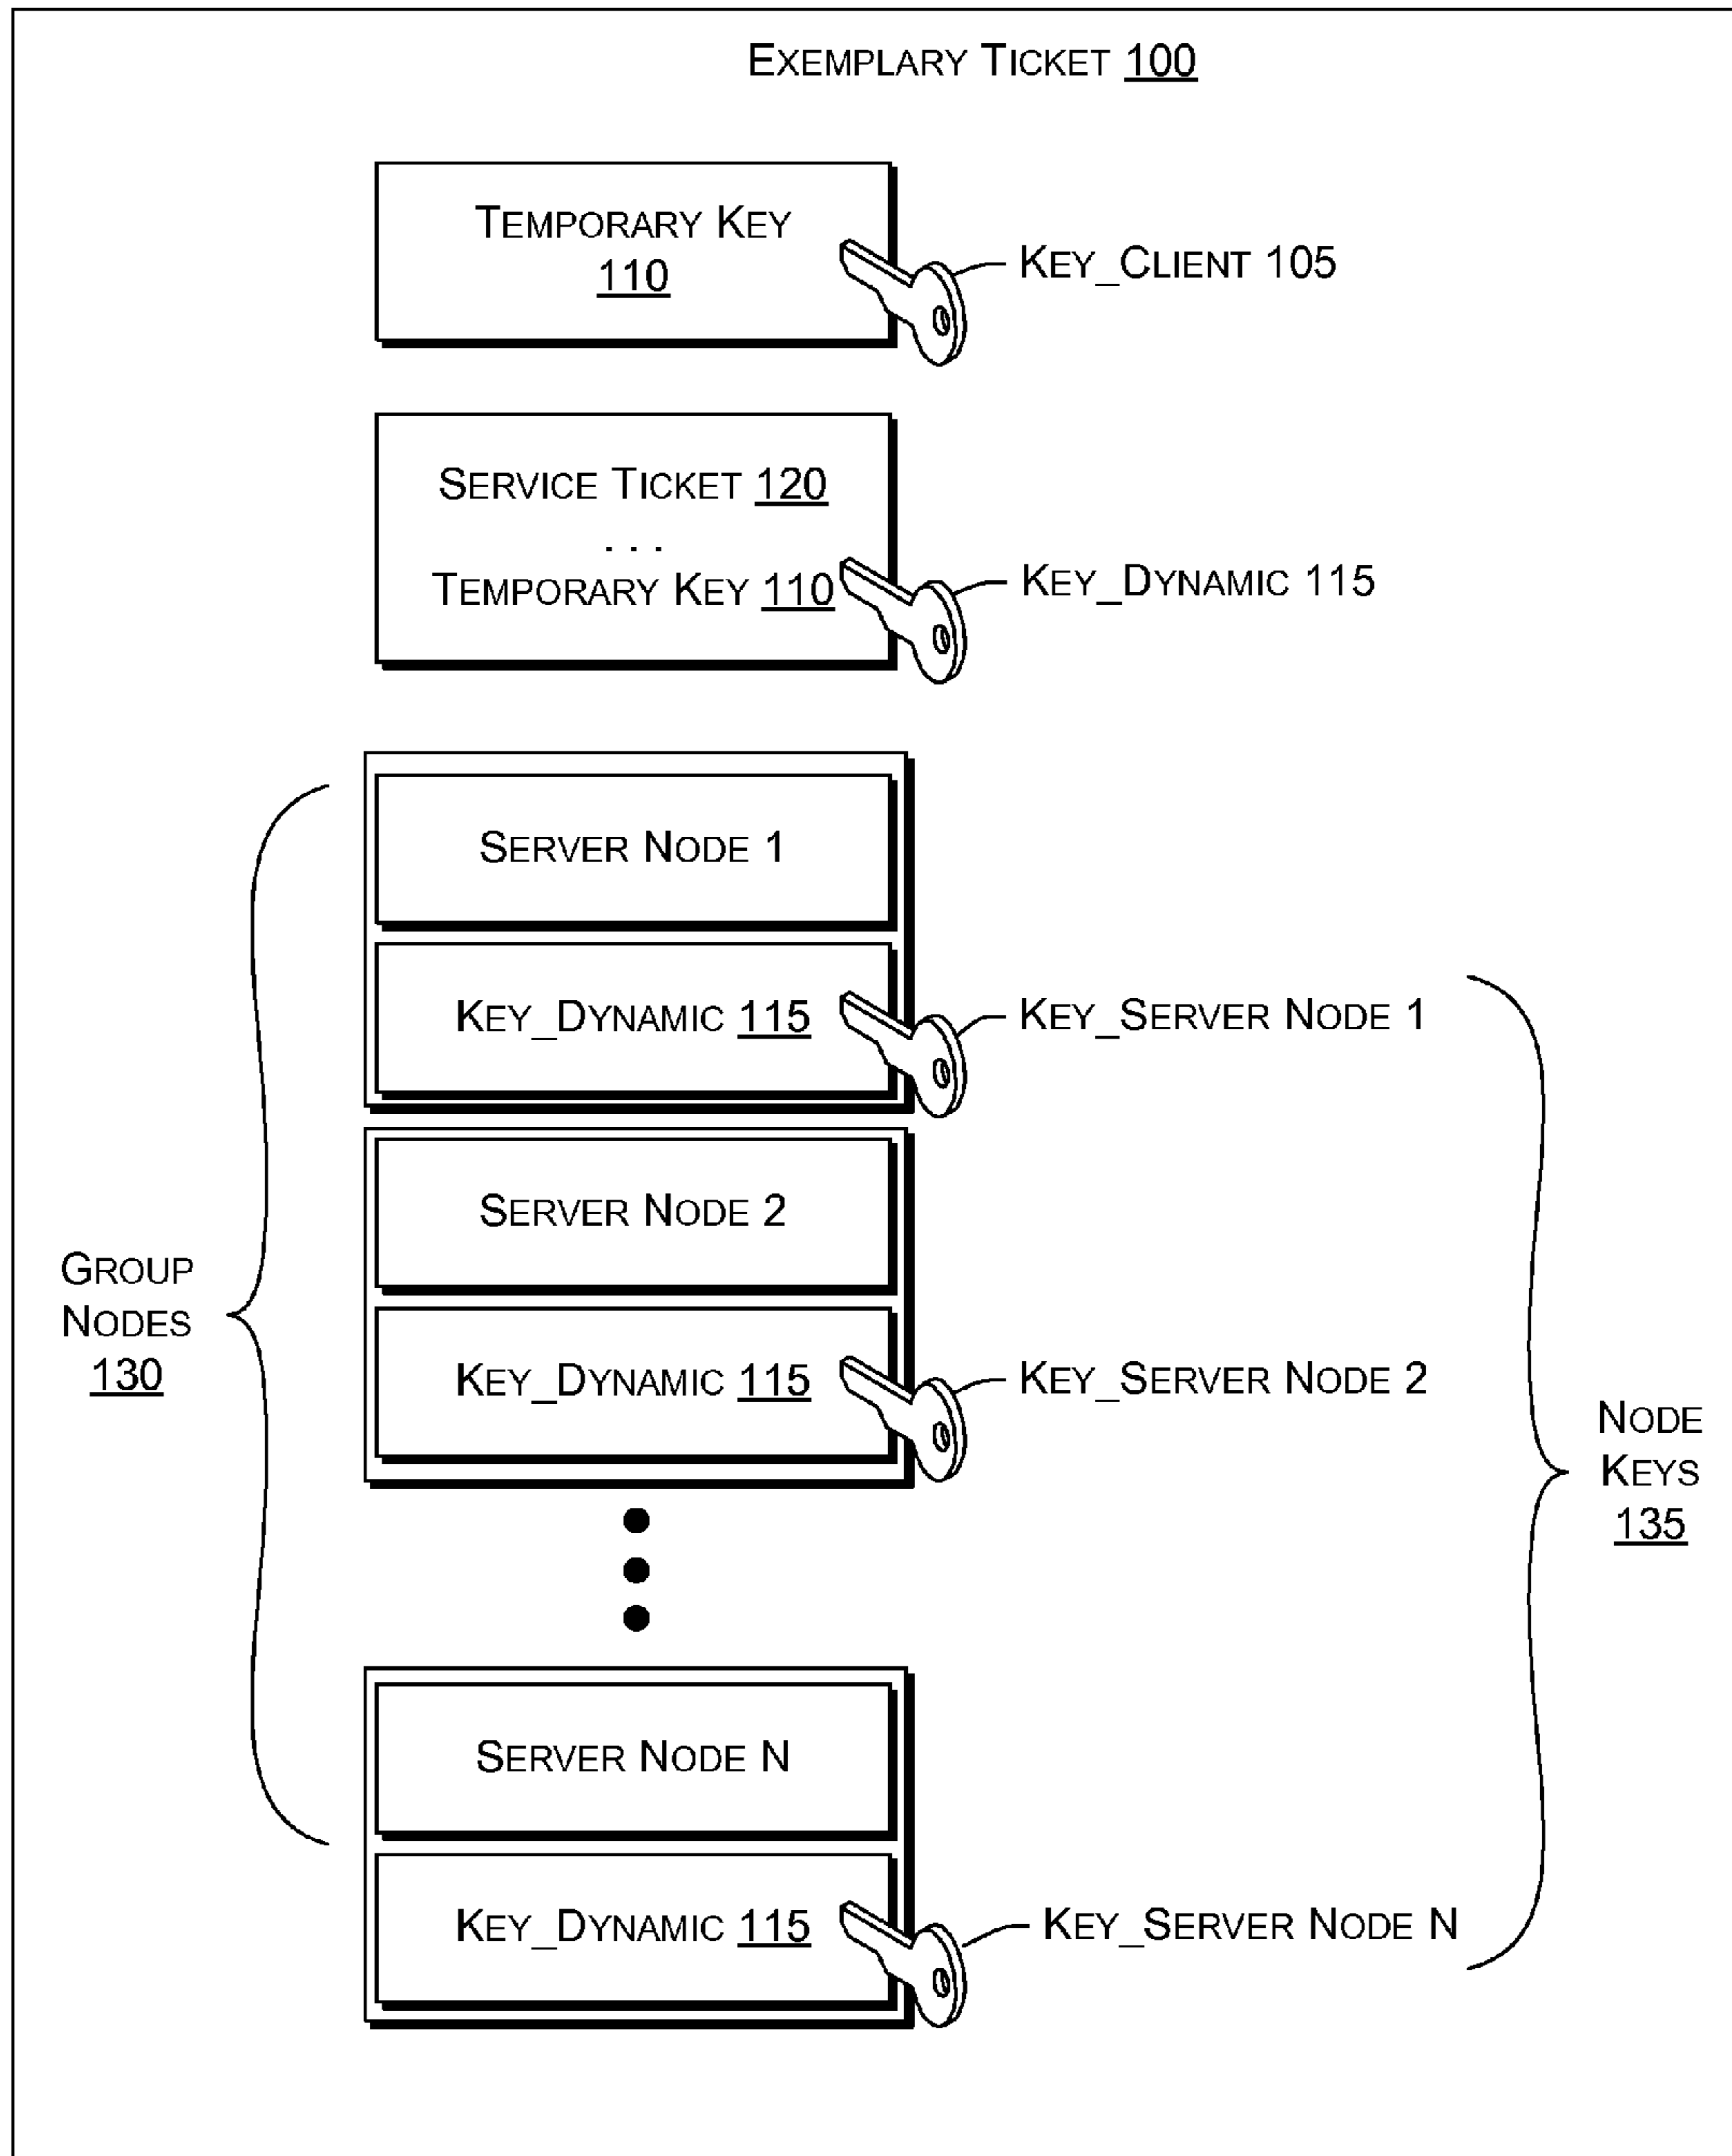 EXEMPLARY TICKET 100
TEMPORARY KEY
110
KEY_CLIENT 105
SERVICE TICKET 120
. . .
TEMPORARY KEY 110
KEY_DYNAMIC 115
SERVER NODE 1
KEY_DYNAMIC 115
KEY_SERVER NODE 1
SERVER NODE 2
KEY_DYNAMIC 115
KEY_SERVER NODE 2
GROUP
NODES
130
NODE
KEYS
135
SERVER NODE N
KEY_DYNAMIC 115
KEY_SERVER NODE N